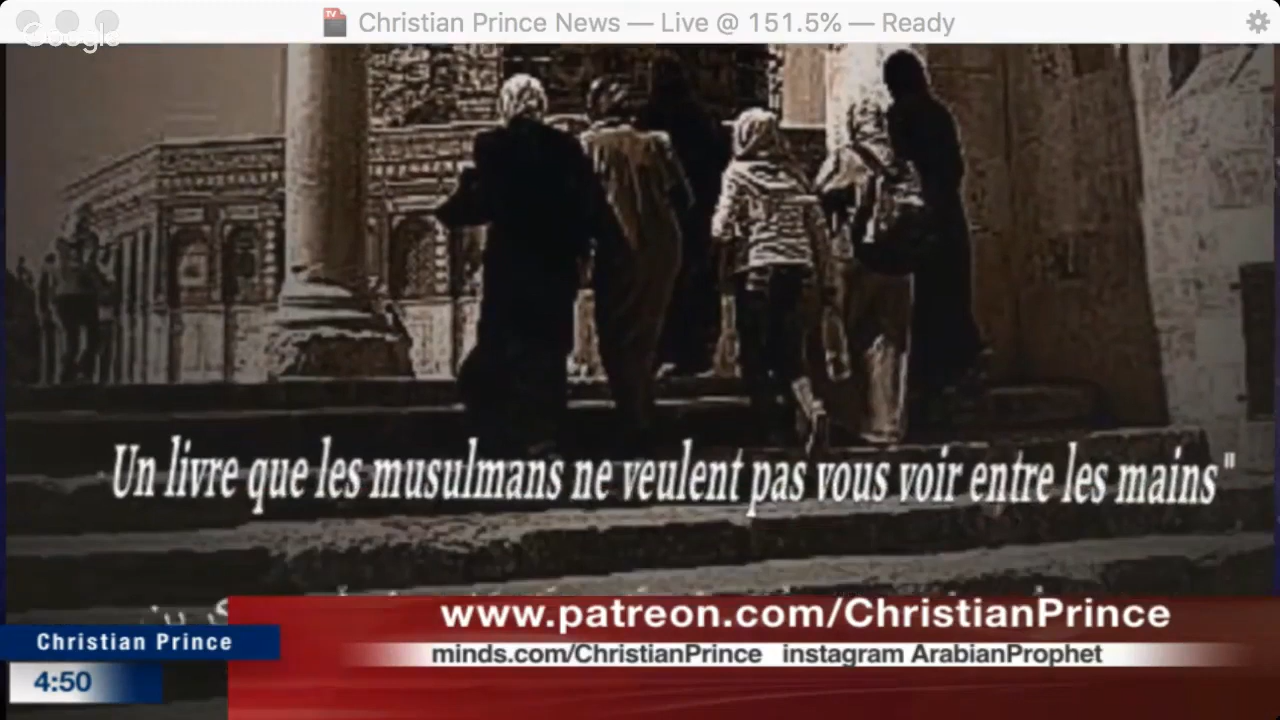 Christian Prince News — Live @ 151.5% — Ready
Google
Un livre que les musulmans ne veulent pas vous voir entre les mains"
www.patreon.com/ChristianPrince
Christian Prince
minds.com/ChristianPrince instagram ArabianProphet
4:50